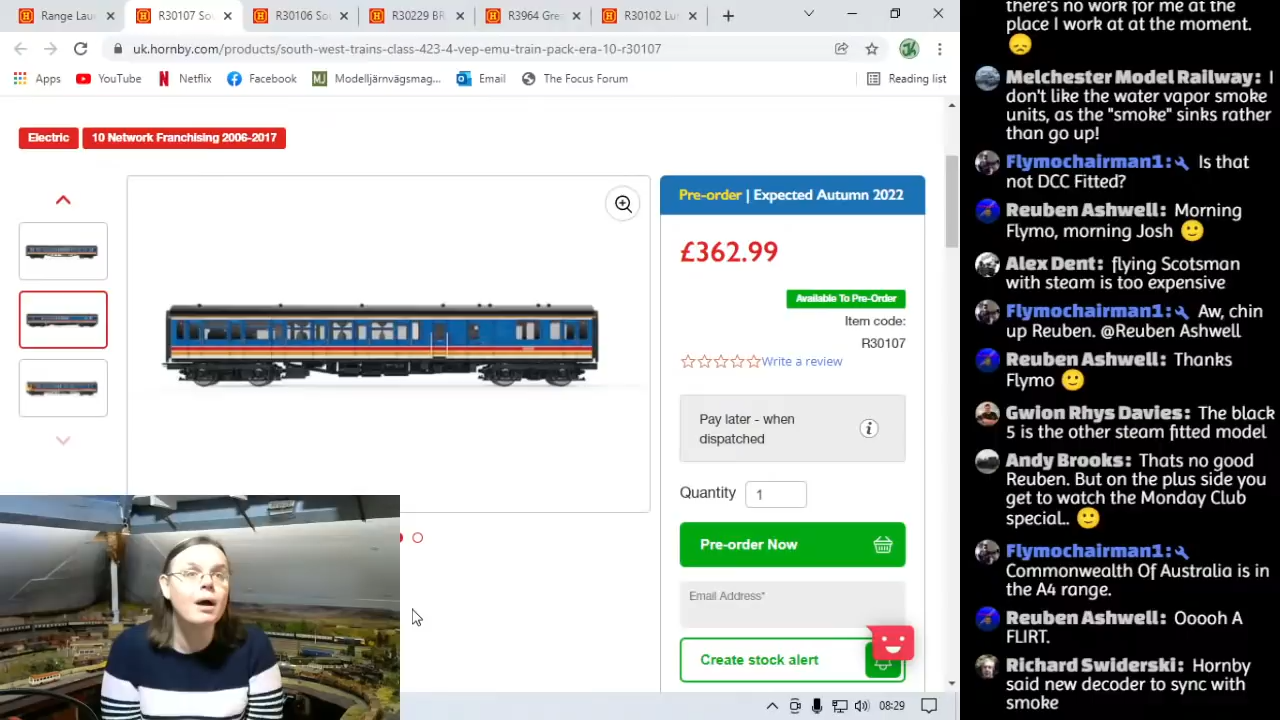 Range Lau
R30107 So
R30106 So
R30229 BR
R3964 Gre
R30102 Lu
uk.hornby.com/products/south-west-trains-class-423-4-vep-emu-train-pack-era-10-r30107
Apps
YouTube
Netflix
Facebook
Modelljärnvägsmag...
Email
The Focus Forum
Reading list
Electric
10 Network Franchising 2006-2017
Pre-order | Expected Autumn 2022
£362.99
Available To Pre-Order
Item code:
R30107
Write a review
Pay later - when
dispatched
Quantity
1
Pre-order Now
Email Address*
Create stock alert
08:29
there's no work for me at the
place I work at at the moment.
Melchester Model Railway: I
don't like the water vapor smoke
units, as the "smoke" sinks rather
than go up!
Flymochairman1: Is that
not DCC Fitted?
Reuben Ashwell: Morning
Flymo, morning Josh
Alex Dent: flying Scotsman
with steam is too expensive
Flymochairman1: Aw, chin
up Reuben. @Reuben Ashwell
Reuben Ashwell: Thanks
Flymo
Gwion Rhys Davies: The black
5 is the other steam fitted model
Andy Brooks: Thats no good
Reuben. But on the plus side you
get to watch the Monday Club
special..
Flymochairman1:
Commonwealth Of Australia is in
the A4 range.
Reuben Ashwell: Ooooh A
FLIRT.
Richard Swiderski: Hornby
said new decoder to sync with
smoke